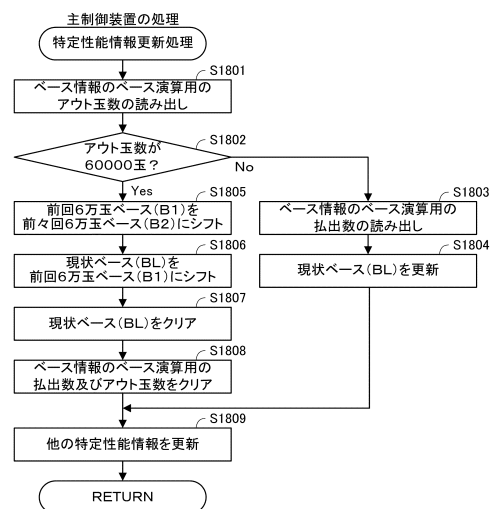 主制御装置の処理
特定性能情報更新処理
S1801
ベース情報のベース演算用の
アウト玉数の読み出し
S1802
アウト玉数が
60000玉?
No
Yes
S1805
前回6万玉ベース(B1)を
前々回6万玉ベース(B2)にシフト
S1803
ベース情報のベース演算用の
払出数の読み出し
S1806
現状ベース(BL)を
前回6万玉ベース(B1)にシフト
S1804
現状ベース(BL)を更新
S1807
現状ベース(BL)をクリア
S1808
ベース情報のベース演算用の
払出数及びアウト玉数をクリア
S1809
他の特定性能情報を更新
RETURN